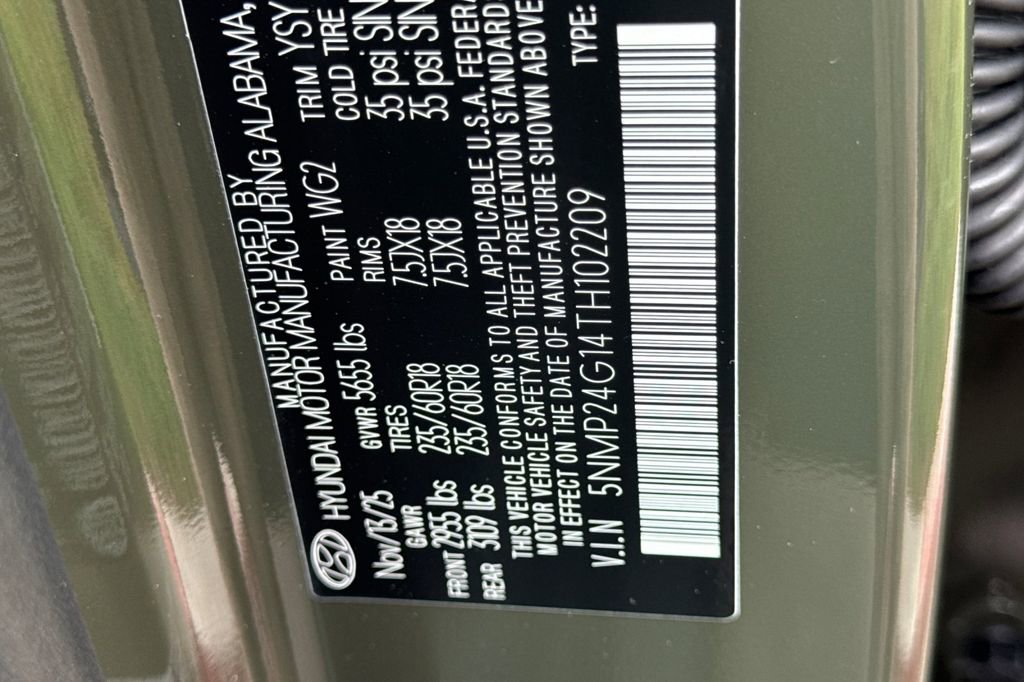 MANUFACTURED BY
HYUNDAI MOTOR MANUFACTURING ALABAMA,
Nov/13/25 GVWR 5655 lbs PAINT WG2 TRIM YSY
GAWR TIRES RIMS COLD TIRE
FRONT 2955 lbs 235/60R18 7.5JX18 35 psi SIN
REAR 3109 lbs 235/60R18 7.5JX18 35 psi SIN
THIS VEHICLE CONFORMS TO ALL APPLICABLE U.S.A. FEDERA
MOTOR VEHICLE SAFETY AND THEFT PREVENTION STANDARD
IN EFFECT ON THE DATE OF MANUFACTURE SHOWN ABOVE
V.I.N 5NMP24G14TH102209 TYPE: